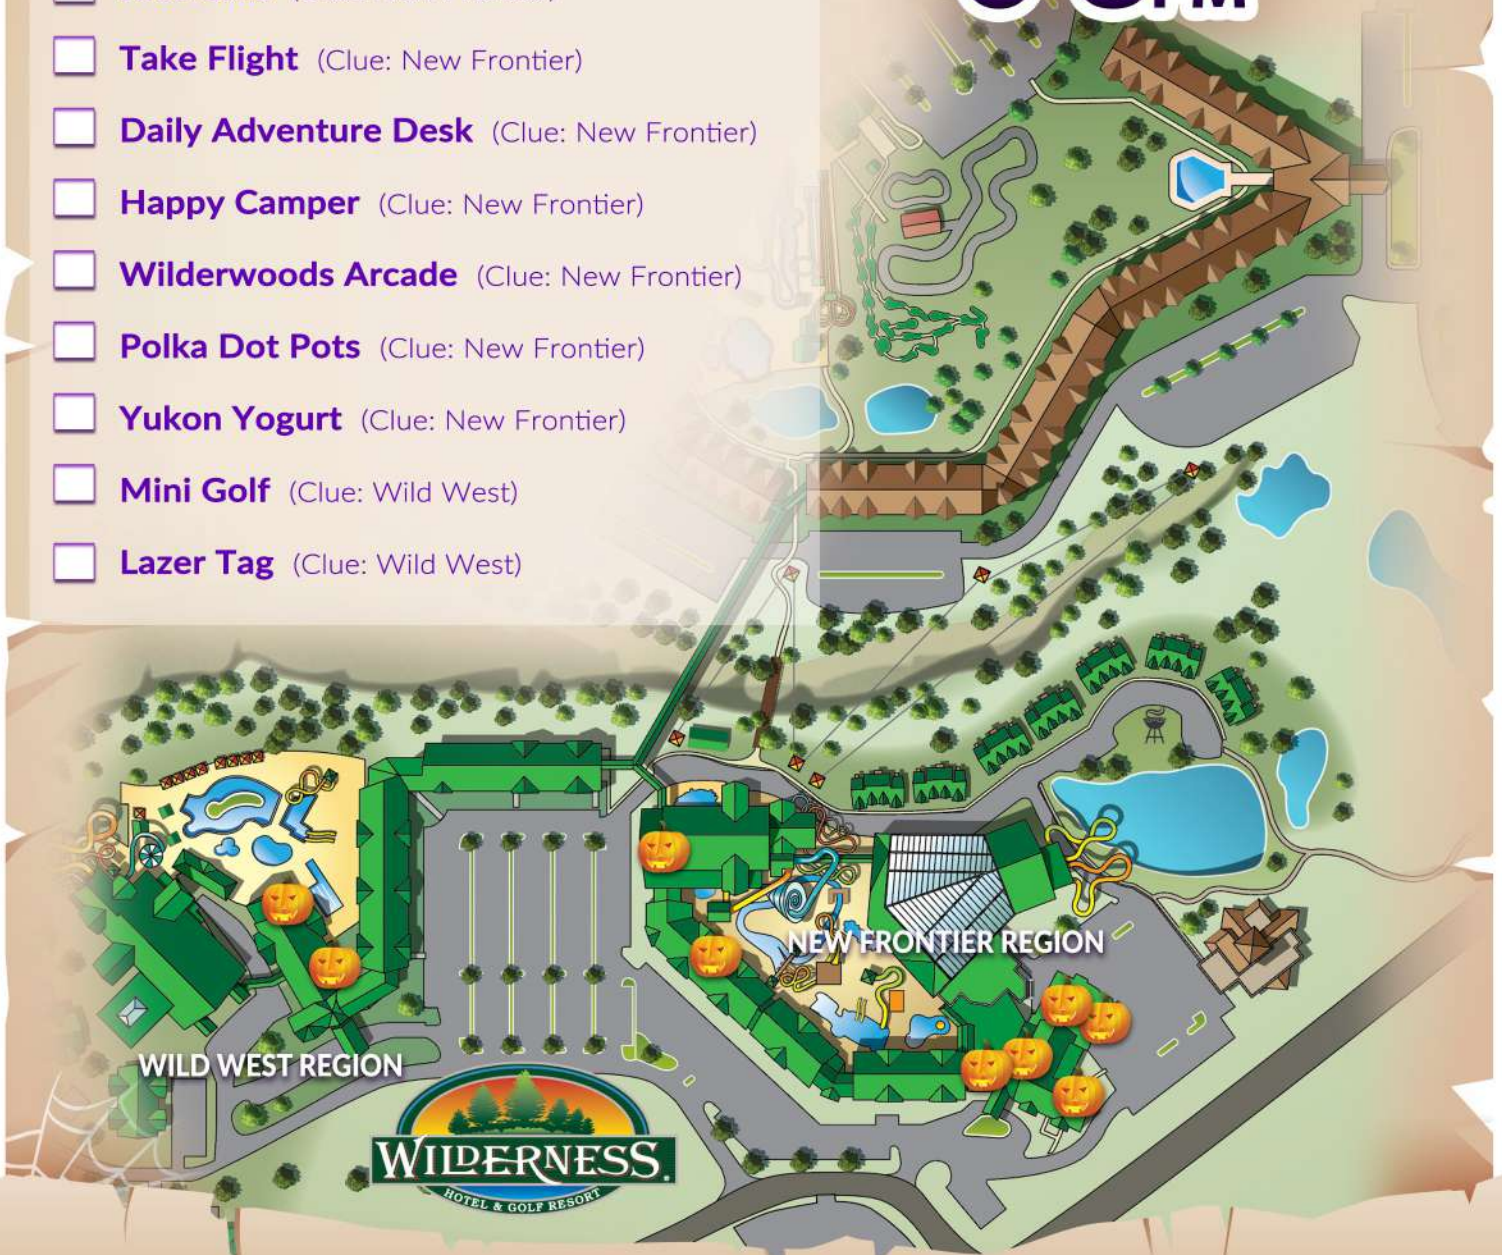 PM
Take Flight (Clue: New Frontier)
Daily Adventure Desk (Clue: New Frontier)
Happy Camper (Clue: New Frontier)
Wilderwoods Arcade (Clue: New Frontier)
Polka Dot Pots (Clue: New Frontier)
Yukon Yogurt (Clue: New Frontier)
Mini Golf (Clue: Wild West)
Lazer Tag (Clue: Wild West)
NEW FRONTIER REGION
WILD WEST REGION
WILDERNESS.
HOTEL & GOLF RESORT